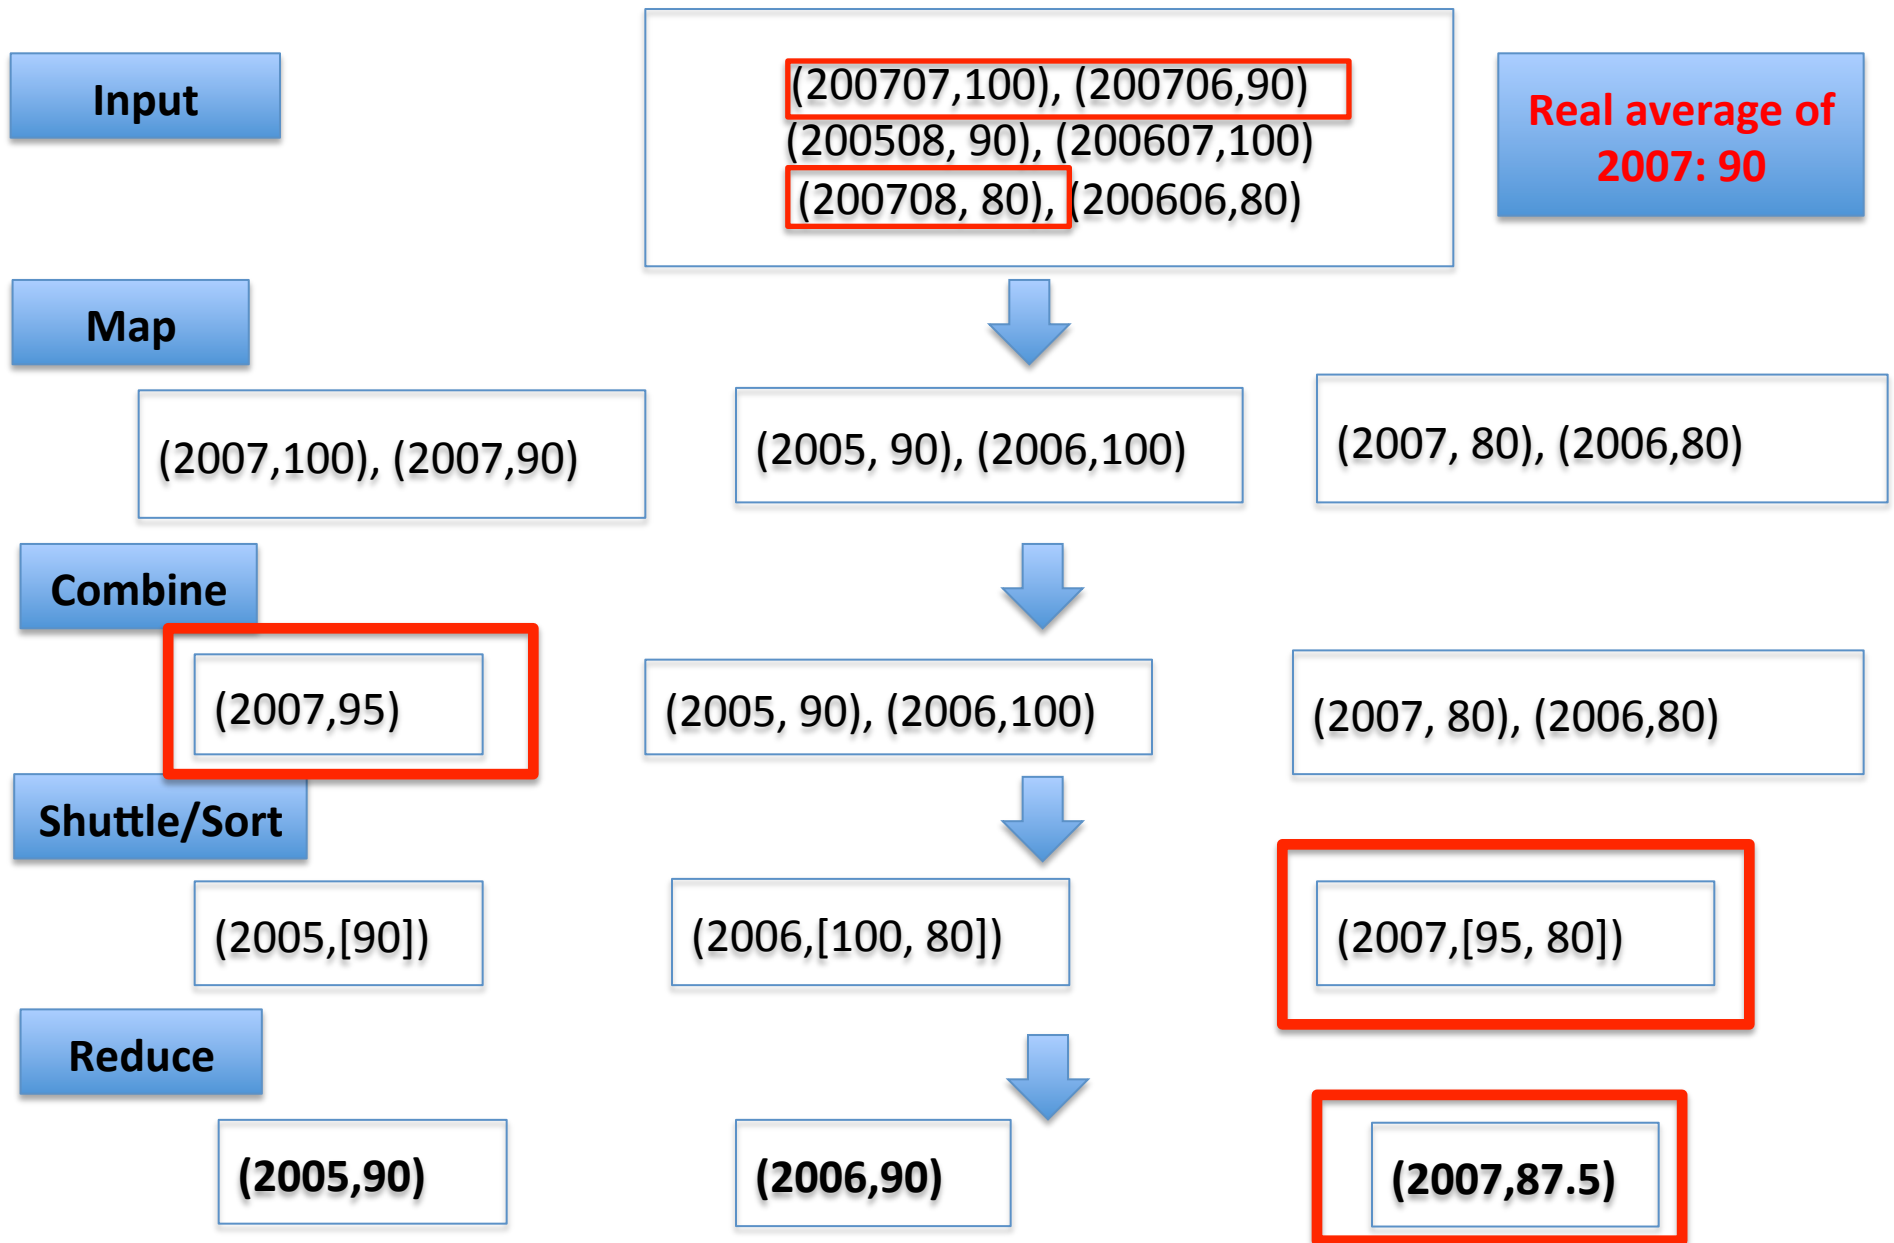 Input
(200707,100), (200706,90)
(200508, 90), (200607,100)
(200708, 80), (200606,80)
Real average of
2007: 90
Map
(2007,100), (2007,90)
(2005, 90), (2006,100)
(2007, 80), (2006,80)
Combine
(2007,95)
(2005, 90), (2006,100)
(2007, 80), (2006,80)
Shuttle/Sort
(2005,[90])
(2006,[100, 80])
(2007,[95, 80])
Reduce
(2005,90)
(2006,90)
(2007,87.5)